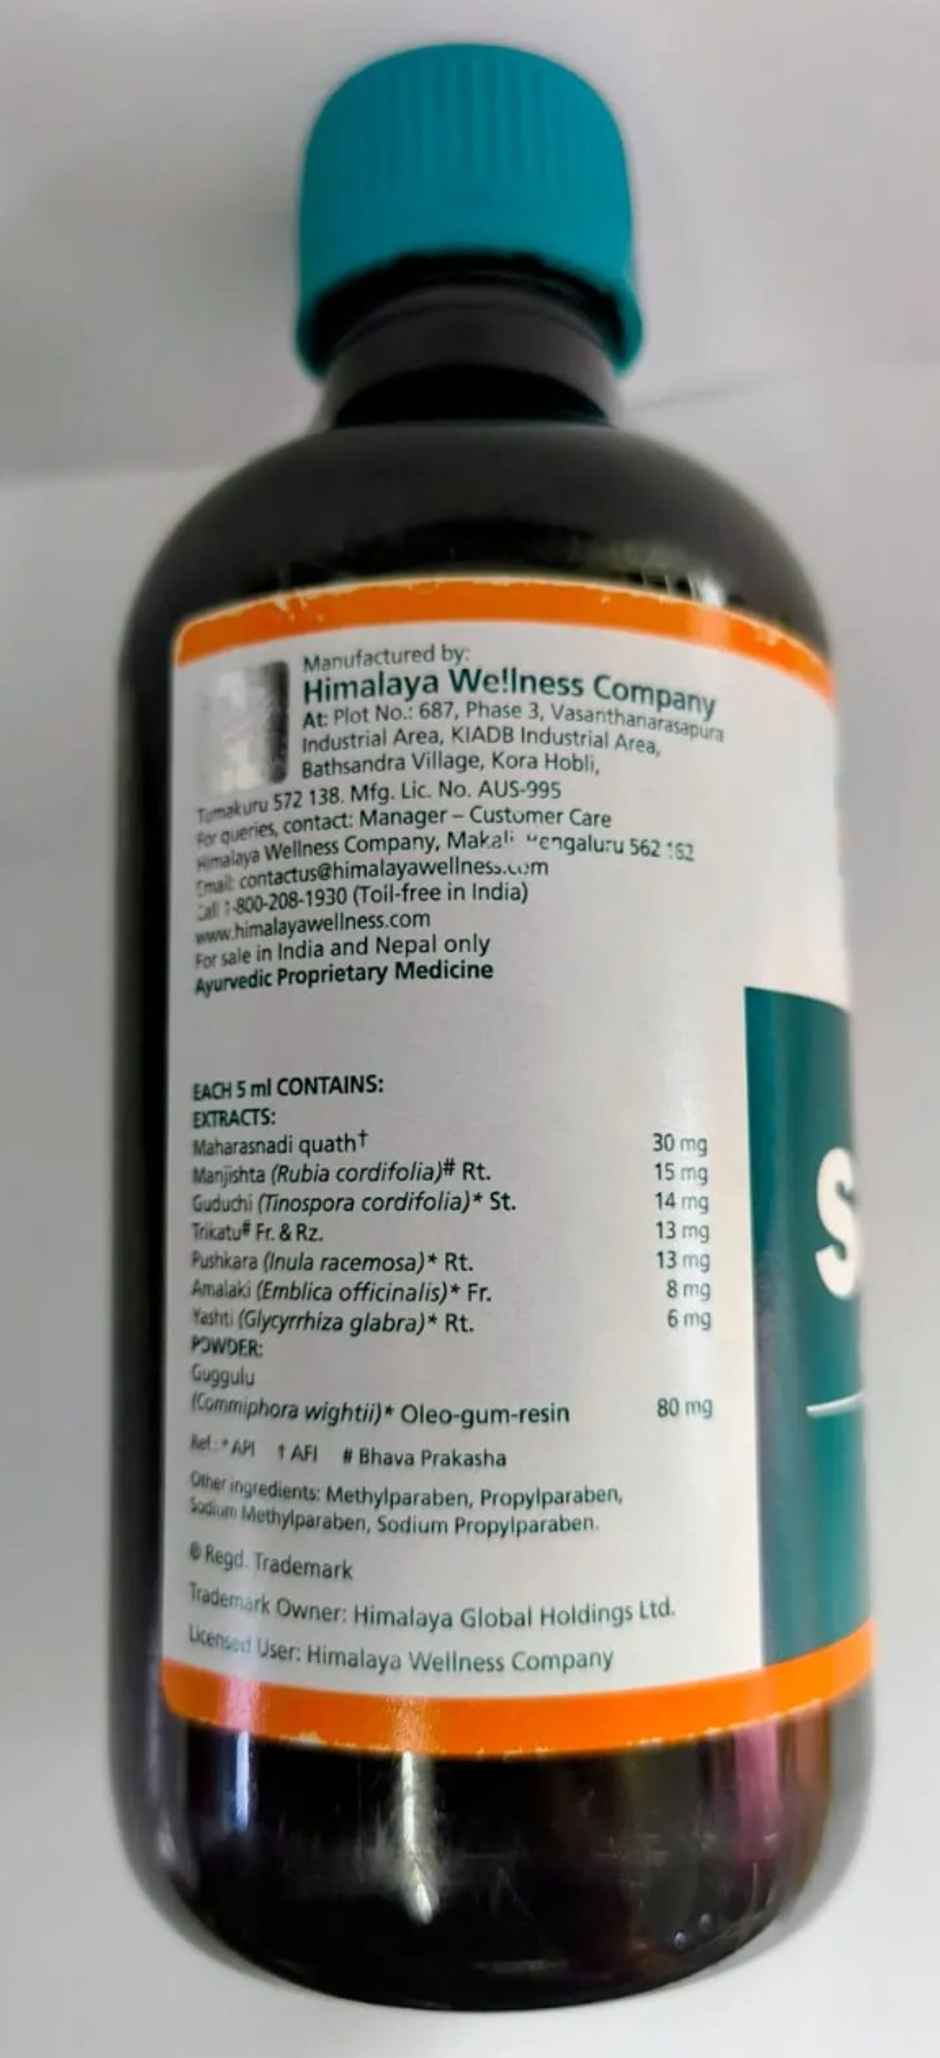 Manufactured by:
Himalaya Wellness Company
At: Plot No.: 687, Phase 3, Vasanthanarasapura
Industrial Area, KIADB Industrial Area,
Bathsandra Village, Kora Hobli,
Tumakuru 572 138. Mfg. Lic. No. AUS-995
For queries, contact: Manager – Customer Care
Himalaya Wellness Company, Makali, Bengaluru 562 162
Email: contactus@himalayawellness.com
Call 1-800-208-1930 (Toll-free in India)
www.himalayawellness.com
For sale in India and Nepal only
Ayurvedic Proprietary Medicine
EACH 5 ml CONTAINS:
EXTRACTS:
Maharasnadi quath† 30 mg
Manjishta (Rubia cordifolia)# Rt. 15 mg
Guduchi (Tinospora cordifolia)* St. 14 mg
Trikatu# Fr. & Rz. 13 mg
Pushkara (Inula racemosa)* Rt. 13 mg
Amalaki (Emblica officinalis)* Fr. 8 mg
Yashti (Glycyrrhiza glabra)* Rt. 6 mg
POWDER:
Guggulu
(Commiphora wightii)* Oleo-gum-resin 80 mg
Ref.: * API † AFI # Bhava Prakasha
Other ingredients: Methylparaben, Propylparaben,
Sodium Methylparaben, Sodium Propylparaben.
® Regd. Trademark
Trademark Owner: Himalaya Global Holdings Ltd.
Licensed User: Himalaya Wellness Company
S